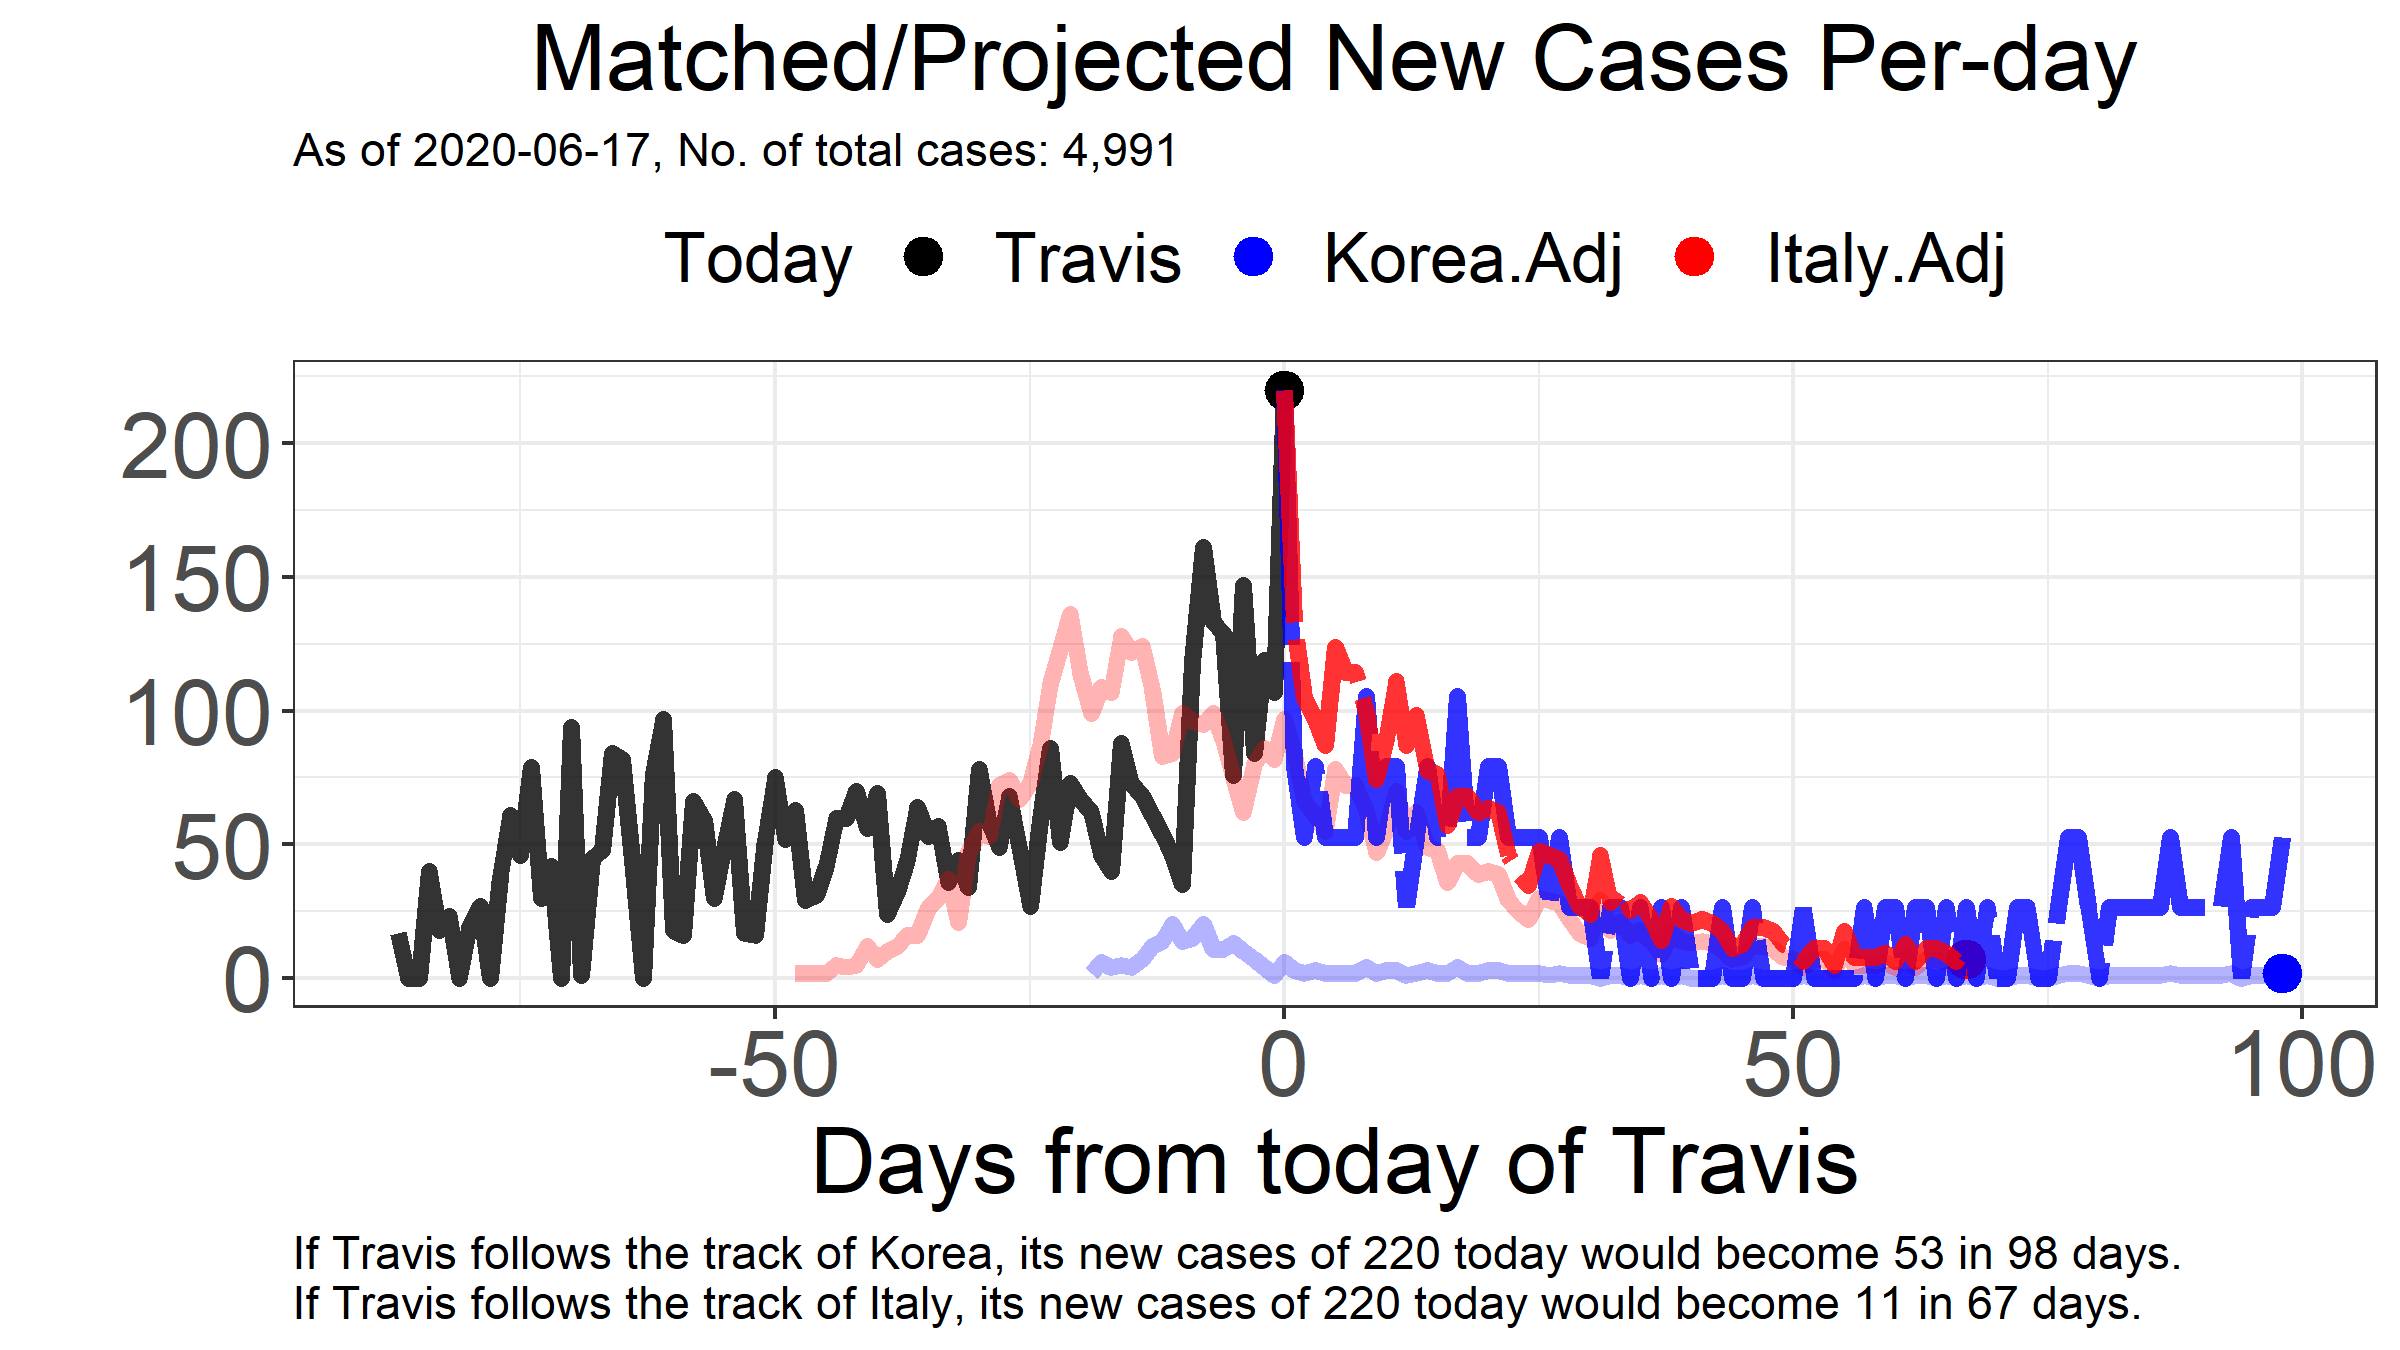 Matched/Projected New Cases Per-day
As of 2020-06-17, No. of total cases: 4,991
Today Travis Korea.Adj Italy.Adj
200
150
100
50
0
-50 0 50 100
Days from today of Travis
If Travis follows the track of Korea, its new cases of 220 today would become 53 in 98 days.
If Travis follows the track of Italy, its new cases of 220 today would become 11 in 67 days.